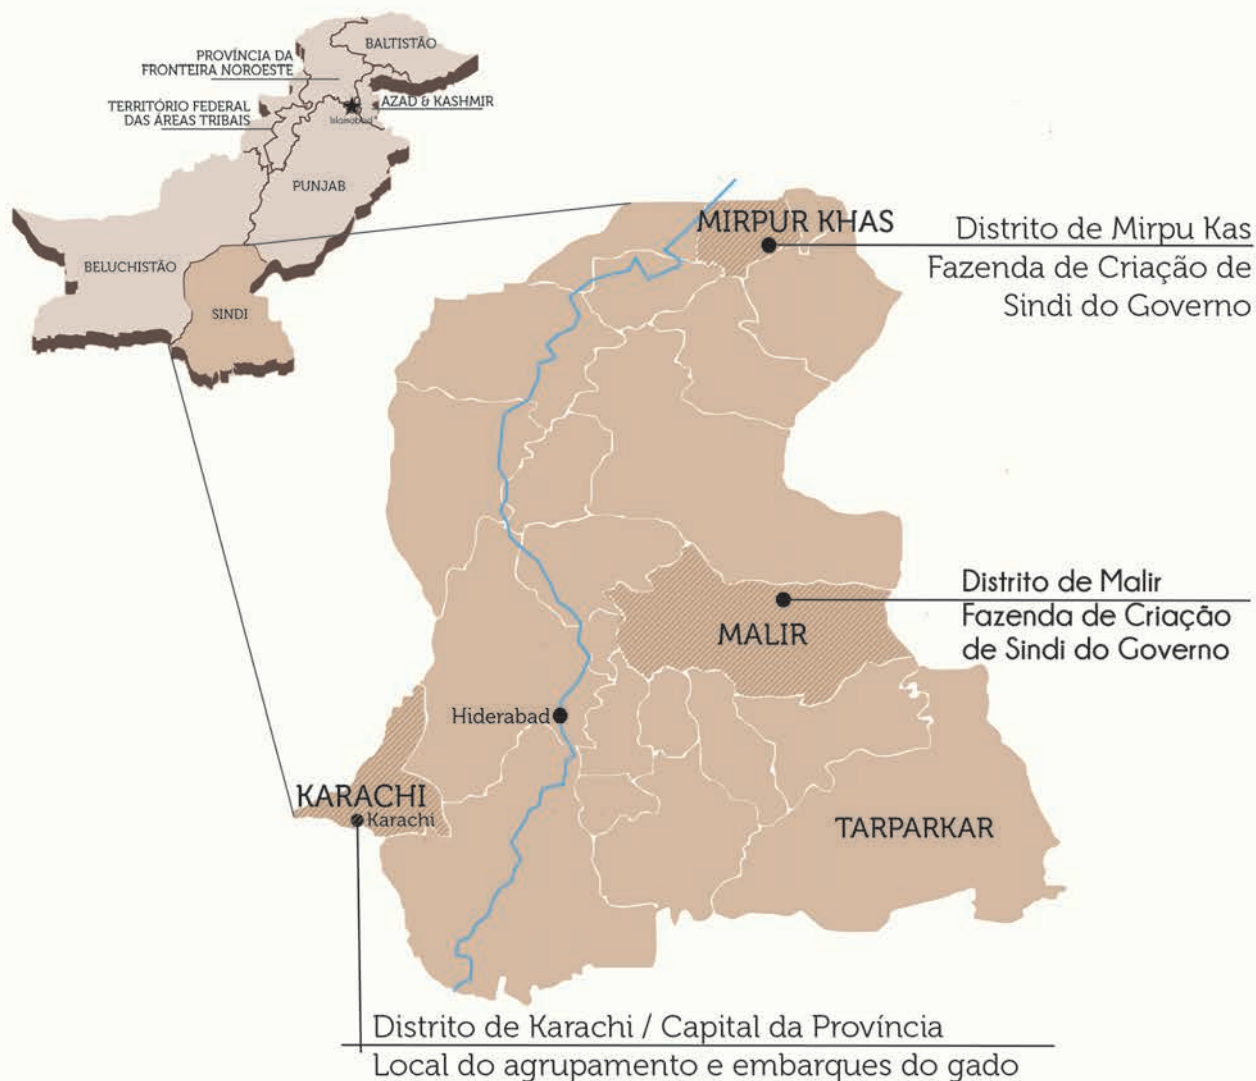 BALTISTÃO
PROVÍNCIA DA
FRONTEIRA NOROESTE
TERRITÓRIO FEDERAL
DAS ÁREAS TRIBAIS
AZAD & KASHMIR
Islamabad
PUNJAB
BELUCHISTÃO
SINDI
MIRPUR KHAS
Distrito de Mirpu Kas
Fazenda de Criação de
Sindi do Governo
Distrito de Malir
Fazenda de Criação
de Sindi do Governo
MALIR
Hiderabad
KARACHI
Karachi
TARPARKAR
Distrito de Karachi / Capital da Província
Local do agrupamento e embarques do gado